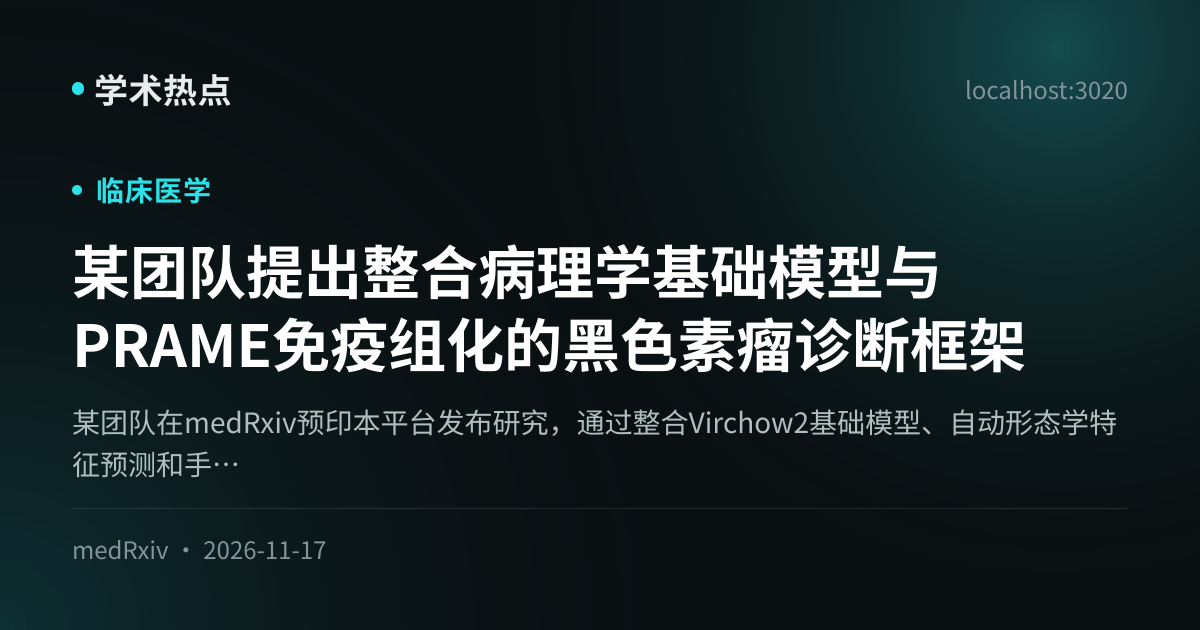 学术热点
localhost:3020
临床医学
某团队提出整合病理学基础模型与
PRAME免疫组化的黑色素瘤诊断框架
某团队在medRxiv预印本平台发布研究，通过整合Virchow2基础模型、自动形态学特
征预测和手…
medRxiv · 2026-11-17